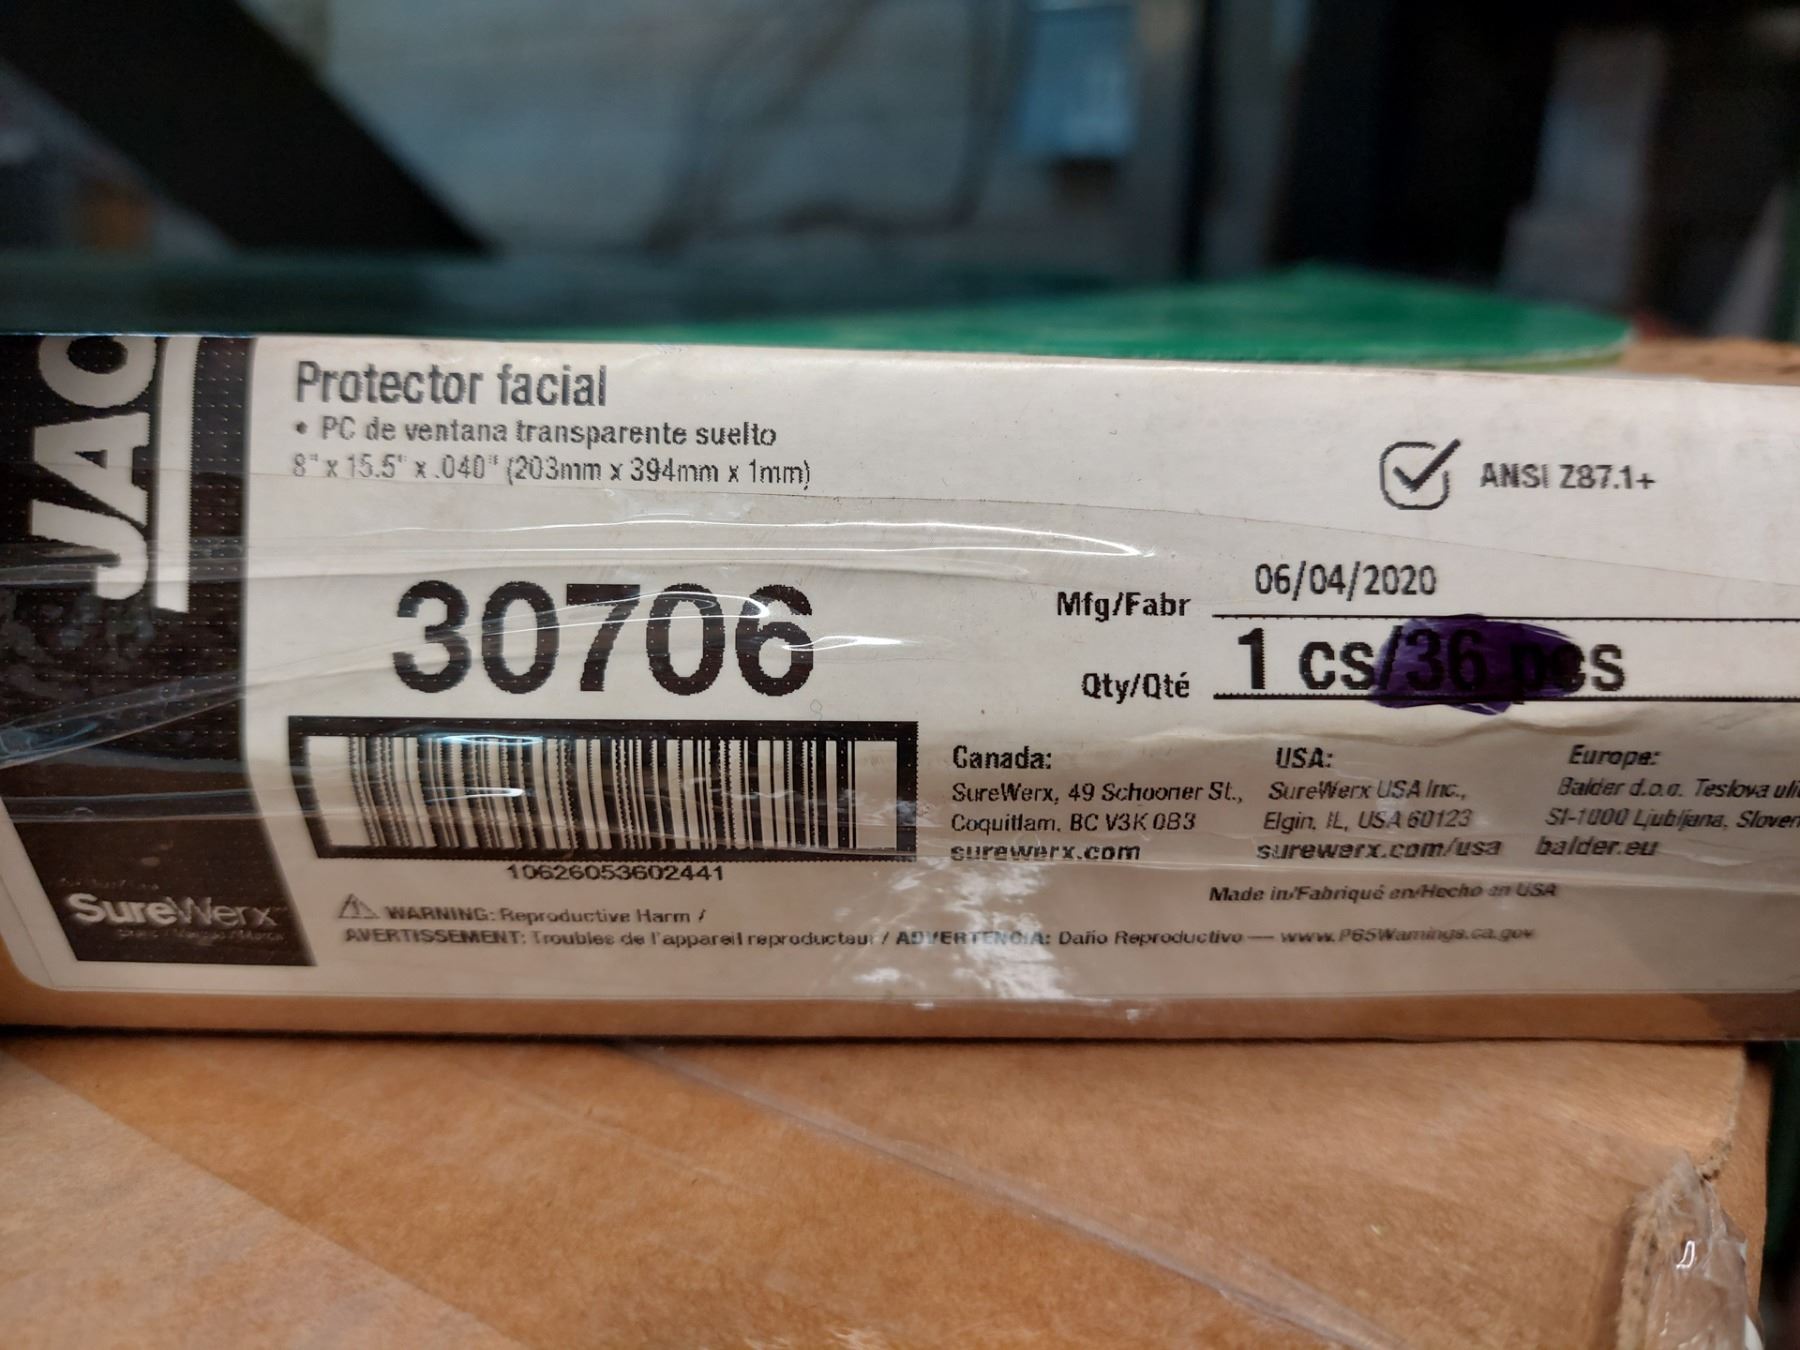 JAC
Protector facial
• PC de ventana transparente suelto
8" x 15.5" x .040" (203mm x 394mm x 1mm)
ANSI Z87.1+
30706
Mfg/Fabr 06/04/2020
Qty/Qté 1 cs/36 pcs
10626053602441
Canada:
SureWerx, 49 Schooner St.,
Coquitlam, BC V3K 0B3
surewerx.com
USA:
SureWerx USA Inc.,
Elgin, IL, USA 60123
surewerx.com/usa
Europe:
Balder d.o.o. Teslova uli
SI-1000 Ljubljana, Sloven
balder.eu
Made in/Fabriqué en/Hecho en USA
SureWerx
WARNING: Reproductive Harm /
AVERTISSEMENT: Troubles de l'appareil reproducteur / ADVERTENCIA: Daño Reproductivo — www.P65Warnings.ca.gov